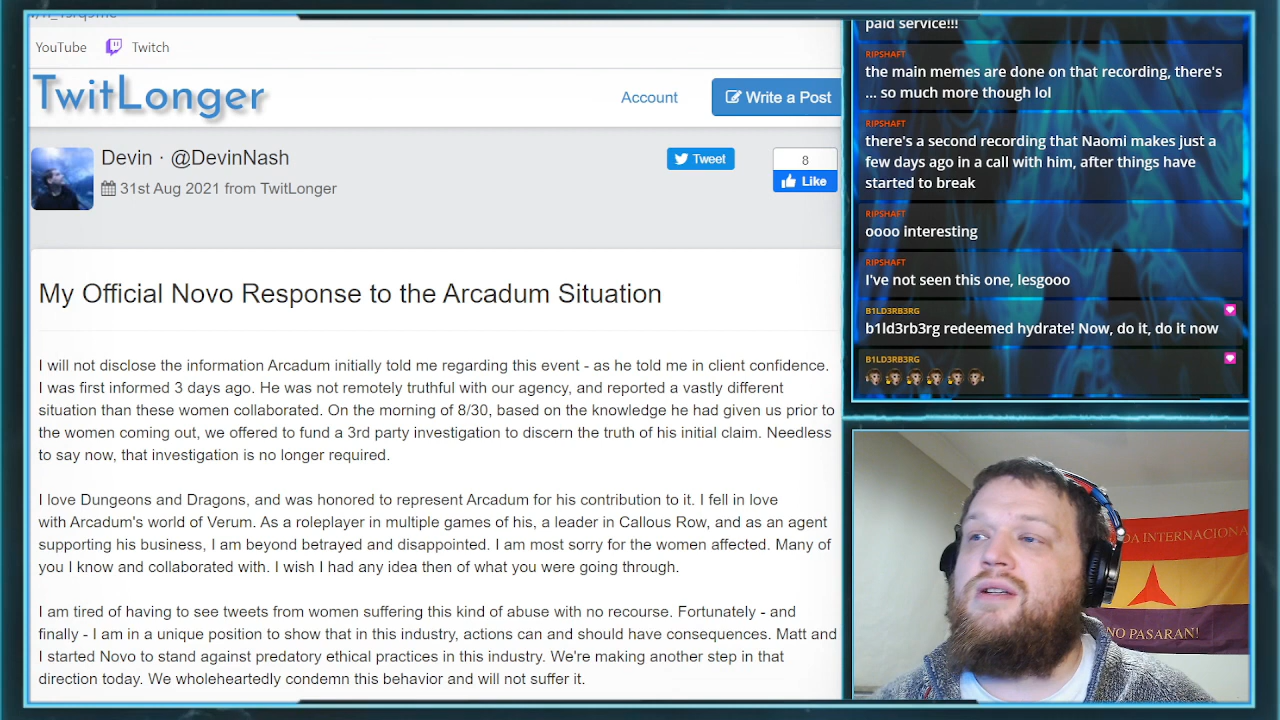 YouTube
Twitch
TwitLonger
Account
Write a Post
Devin · @DevinNash
31st Aug 2021 from TwitLonger
Tweet
8
Like
My Official Novo Response to the Arcadum Situation
I will not disclose the information Arcadum initially told me regarding this event - as he told me in client confidence.
I was first informed 3 days ago. He was not remotely truthful with our agency, and reported a vastly different
situation than these women collaborated. On the morning of 8/30, based on the knowledge he had given us prior to
the women coming out, we offered to fund a 3rd party investigation to discern the truth of his initial claim. Needless
to say now, that investigation is no longer required.
I love Dungeons and Dragons, and was honored to represent Arcadum for his contribution to it. I fell in love
with Arcadum's world of Verum. As a roleplayer in multiple games of his, a leader in Callous Row, and as an agent
supporting his business, I am beyond betrayed and disappointed. I am most sorry for the women affected. Many of
you I know and collaborated with. I wish I had any idea then of what you were going through.
I am tired of having to see tweets from women suffering this kind of abuse with no recourse. Fortunately - and
finally - I am in a unique position to show that in this industry, actions can and should have consequences. Matt and
I started Novo to stand against predatory ethical practices in this industry. We're making another step in that
direction today. We wholeheartedly condemn this behavior and will not suffer it.
paid service!!!
RIPSHAFT
the main memes are done on that recording, there's
... so much more though lol
RIPSHAFT
there's a second recording that Naomi makes just a
few days ago in a call with him, after things have
started to break
RIPSHAFT
oooo interesting
RIPSHAFT
I've not seen this one, lesgooo
B1LD3RB3RG
b1ld3rb3rg redeemed hydrate! Now, do it, do it now
B1LD3RB3RG
DA INTERNACIONA
NO PASARAN!